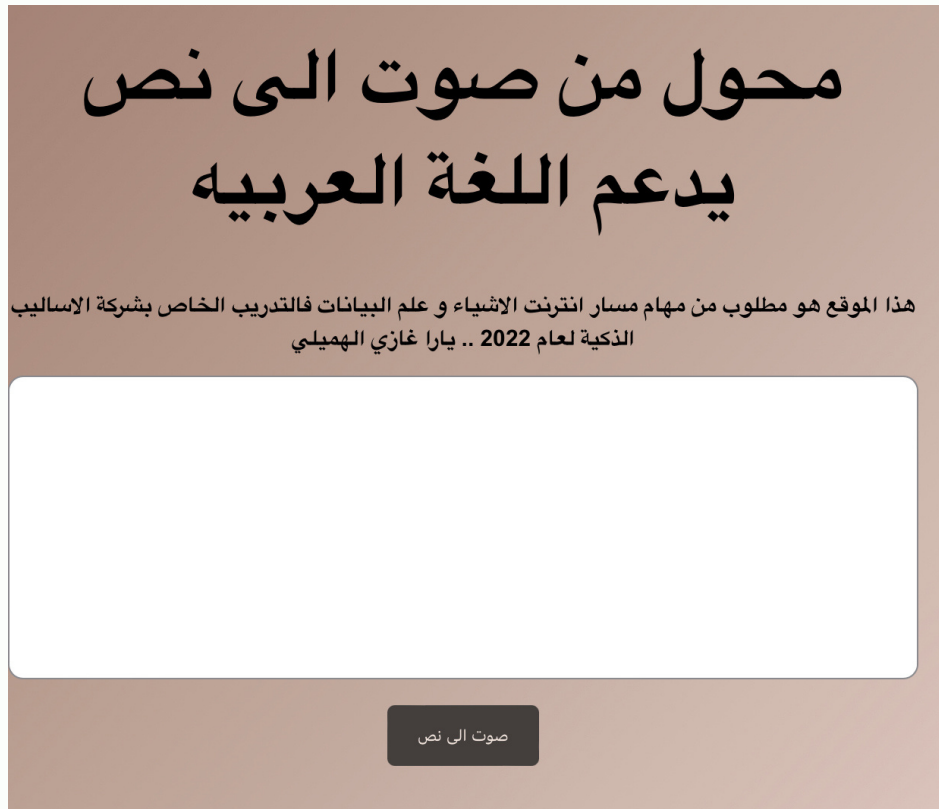 محول من صوت الى نص
يدعم اللغة العربيه
هذا الموقع هو مطلوب من مهام مسار انترنت الاشياء و علم البيانات فالتدريب الخاص بشركة الاساليب
الذكية لعام 2022 .. يارا غازي الهميلي
صوت الى نص